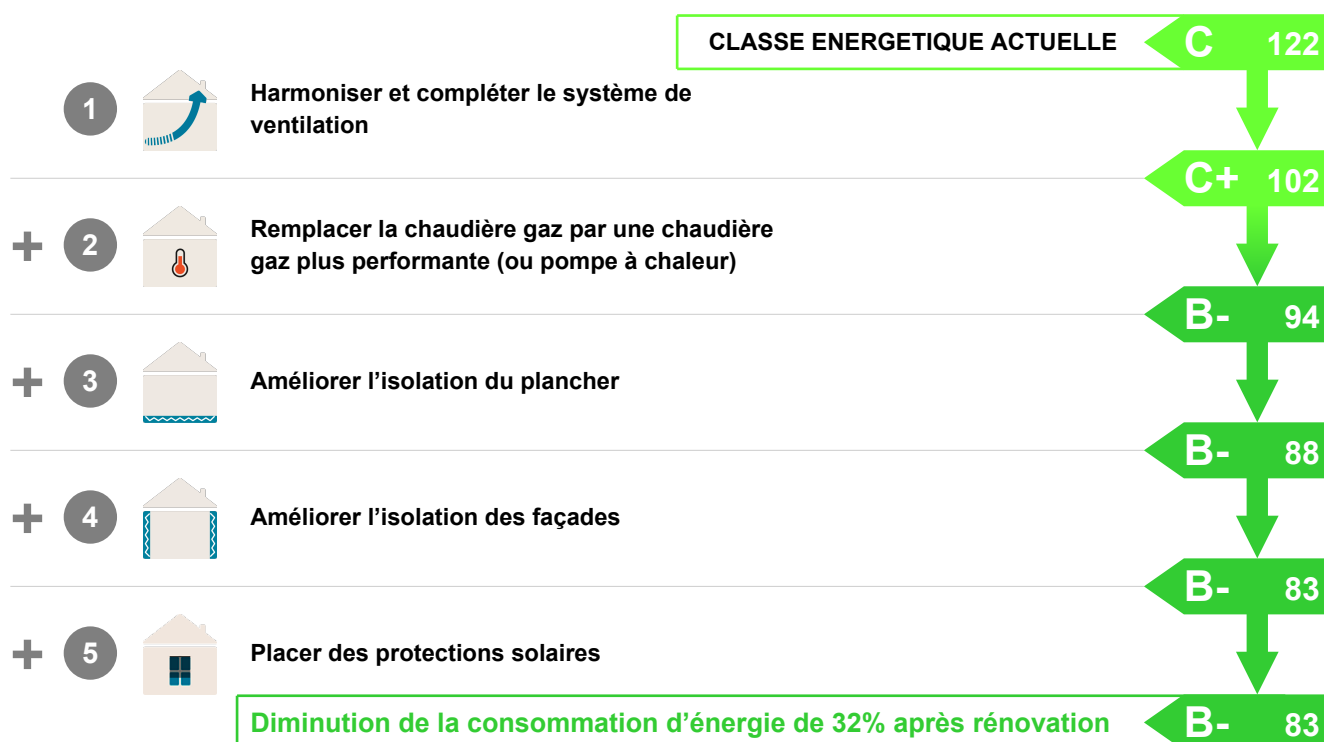 CLASSE ENERGETIQUE ACTUELLE C 122
1 Harmoniser et compléter le système de
ventilation
C+ 102
+ 2 Remplacer la chaudière gaz par une chaudière
gaz plus performante (ou pompe à chaleur)
B- 94
+ 3 Améliorer l’isolation du plancher
B- 88
+ 4 Améliorer l’isolation des façades
B- 83
+ 5 Placer des protections solaires
Diminution de la consommation d’énergie de 32% après rénovation B- 83